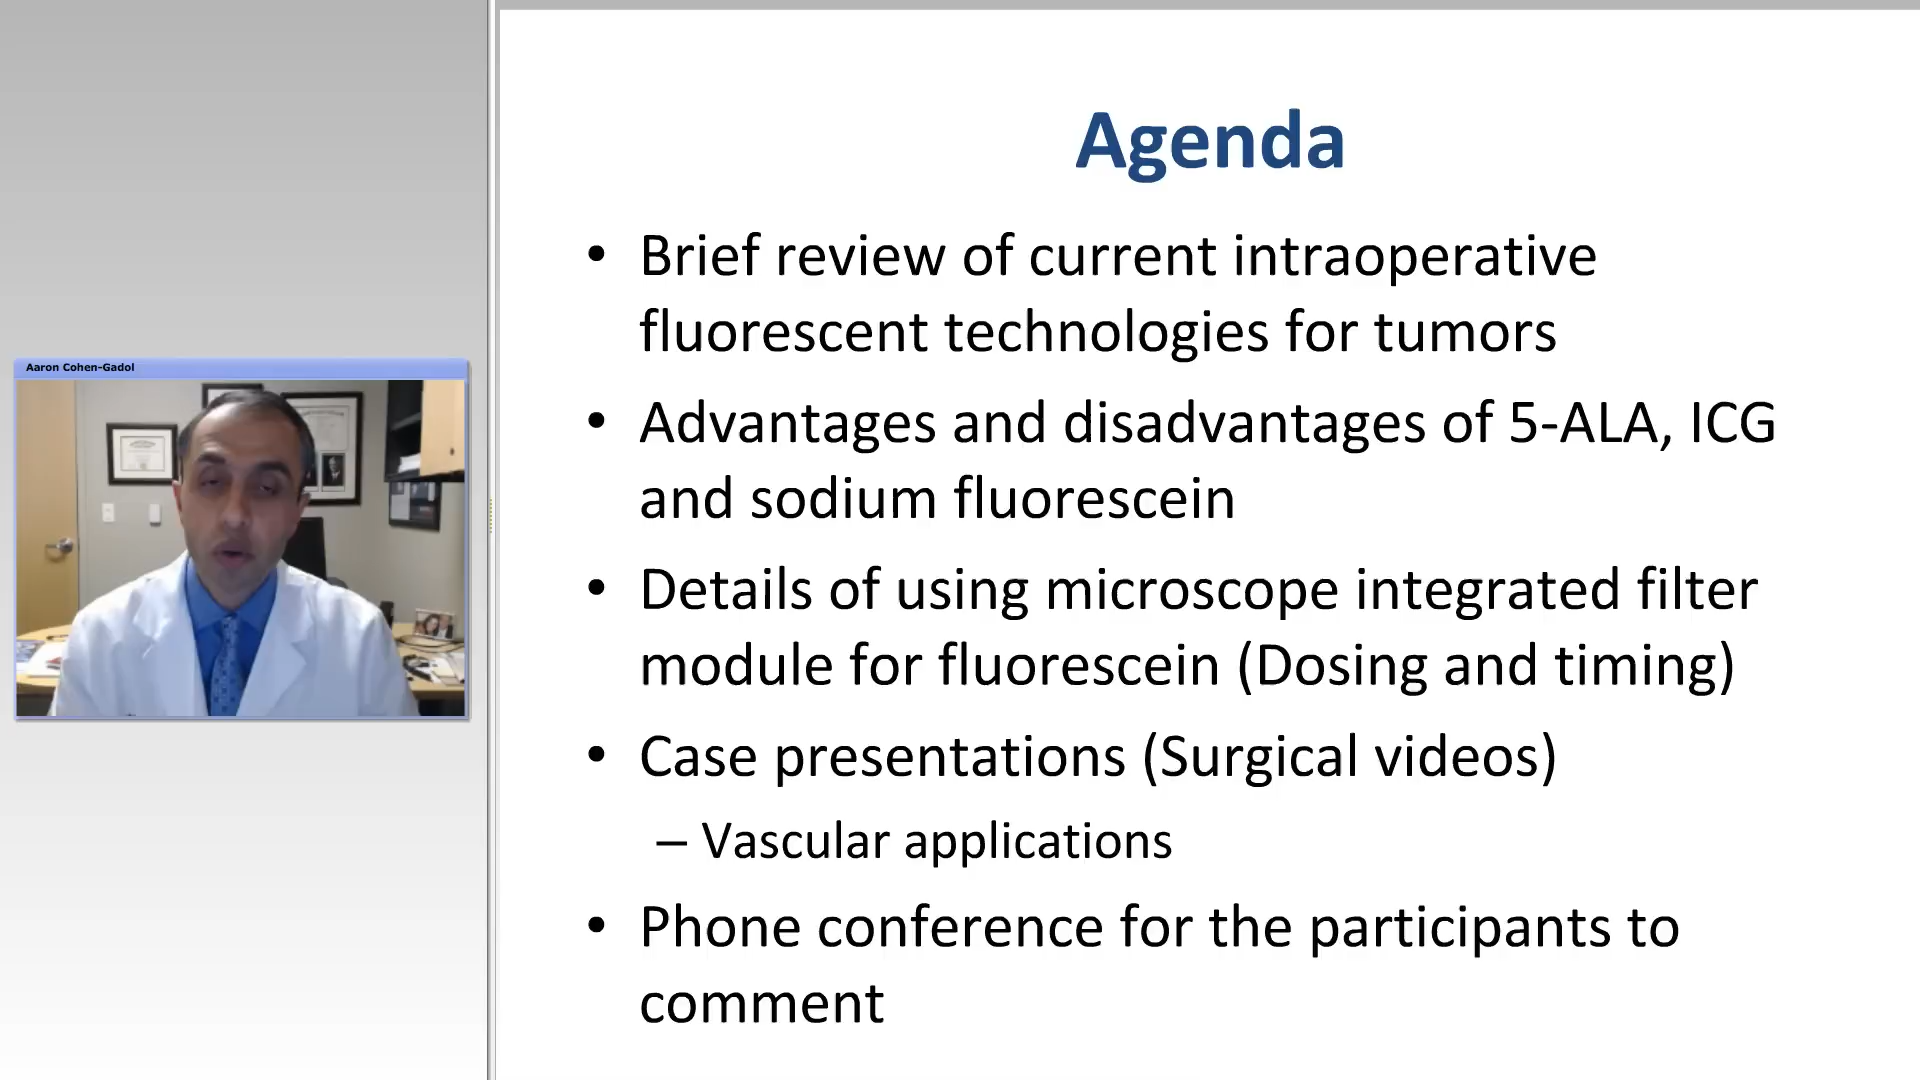 Aaron Cohen-Gadol
Agenda
• Brief review of current intraoperative
fluorescent technologies for tumors
• Advantages and disadvantages of 5-ALA, ICG
and sodium fluorescein
• Details of using microscope integrated filter
module for fluorescein (Dosing and timing)
• Case presentations (Surgical videos)
– Vascular applications
• Phone conference for the participants to
comment